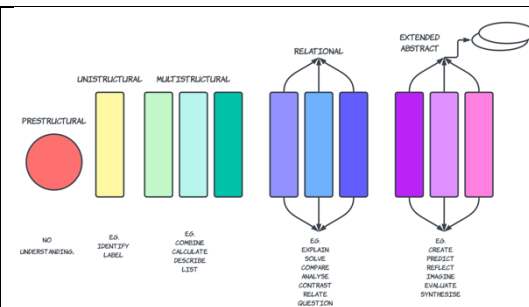 EXTENDED
ABSTRACT
RELATIONAL
UNISTRUCTURAL MULTISTRUCTURAL
PRESTRUCTURAL
NO
UNDERSTANDING.
E.G.
IDENTIFY
LABEL
E.G.
COMBINE
CALCULATE
DESCRIBE
LIST
E.G.
EXPLAIN
SOLVE
COMPARE
ANALYSE
CONTRAST
RELATE
QUESTION
E.G.
CREATE
PREDICT
REFLECT
IMAGINE
EVALUATE
SYNTHESISE